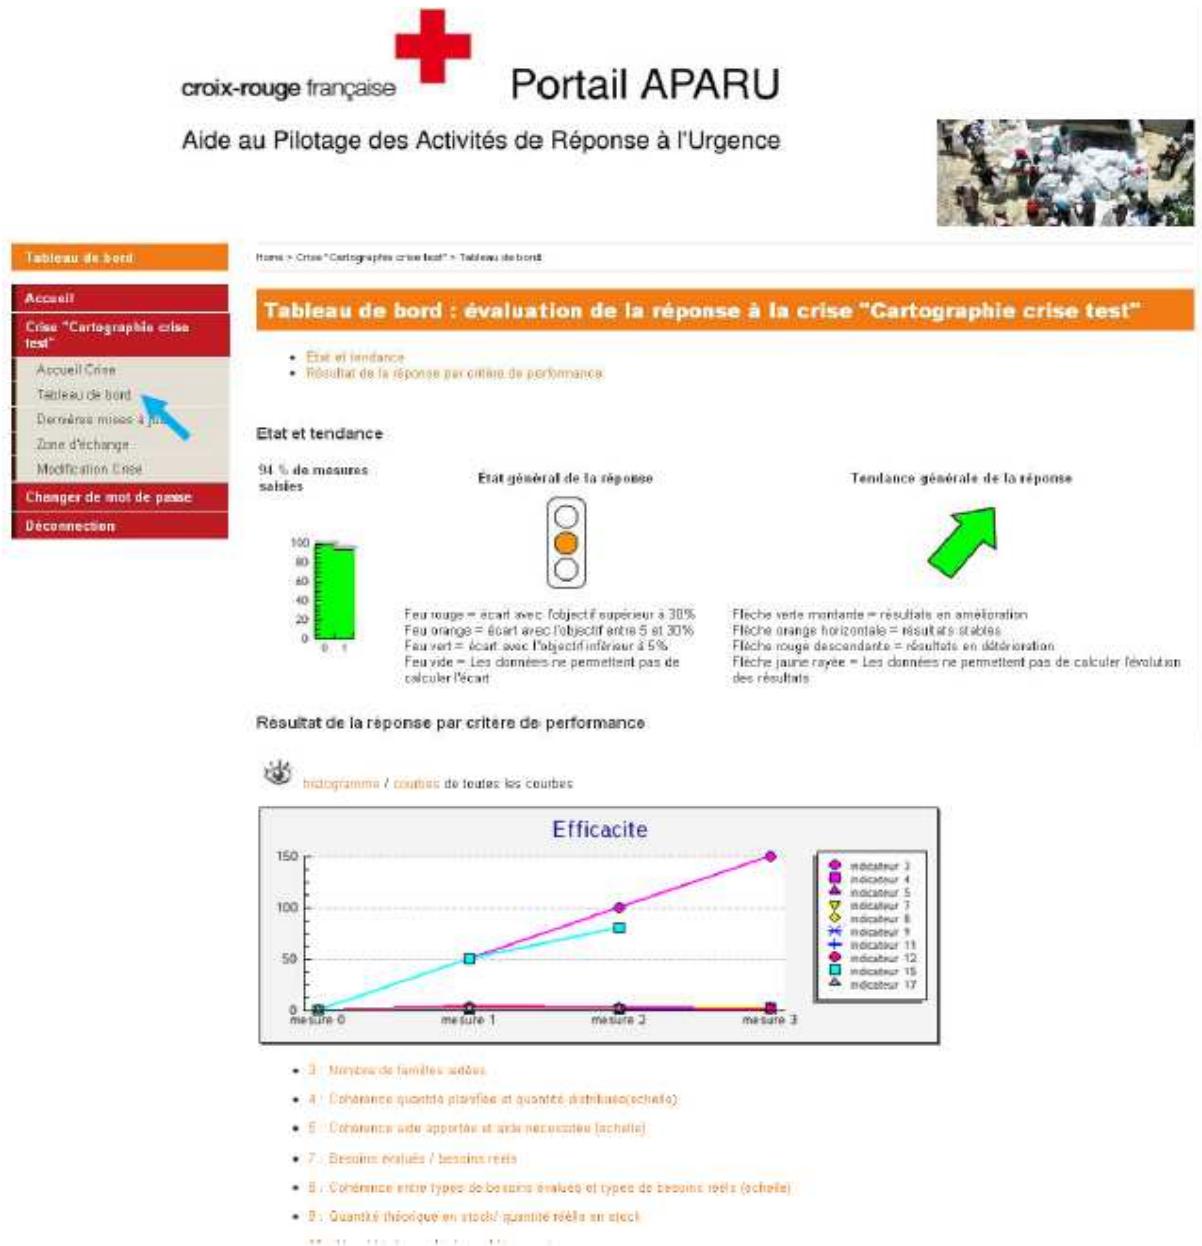 croix-rouge française
Portail APARU
Aide au Pilotage des Activités de Réponse à l'Urgence
Tableau de bord
Home > Crise "Cartographie crise test" > Tableau de bord
Accueil
Crise "Cartographie crise
test"
Accueil Crise
Tableau de bord
Dernières mises à
Zone d'échange
Modification Crise
Changer de mot de passe
Déconnection
Tableau de bord : évaluation de la réponse à la crise "Cartographie crise test"
Etat et tendance
Résultat de la réponse par critère de performance
Etat et tendance
94 % de mesures
saisies
100
80
60
40
20
0
0 1
État général de la réponse
Feu rouge = écart avec l'objectif supérieur à 30%
Feu orange = écart avec l'objectif entre 5 et 30%
Feu vert = écart avec l'objectif inférieur à 5%
Feu vide = Les données ne permettent pas de
calculer l'écart
Tendance générale de la réponse
Flèche verte montante = résultats en amélioration
Flèche orange horizontale = résultats stables
Flèche rouge descendante = résultats en détérioration
Flèche jaune rayée = Les données ne permettent pas de calculer l'évolution
des résultats
Résultat de la réponse par critère de performance
histogramme / courbes de toutes les courbes
Efficacite
150
100
50
0
mesure 0 mesure 1 mesure 2 mesure 3
indicateur 3
indicateur 4
indicateur 5
indicateur 7
indicateur 8
indicateur 9
indicateur 11
indicateur 12
indicateur 15
indicateur 17
3 : Nombre de familles aidées
4 : Cohérence quantité planifiée et quantité distribuée(echelle)
5 : Cohérence aide apportée et aide nécessitée (echelle)
7 : Besoins évalués / besoins réels
8 : Cohérence entre types de besoins évalués et types de besoins réels (echelle)
9 : Quantité théorique en stock/ quantité réelle en stock